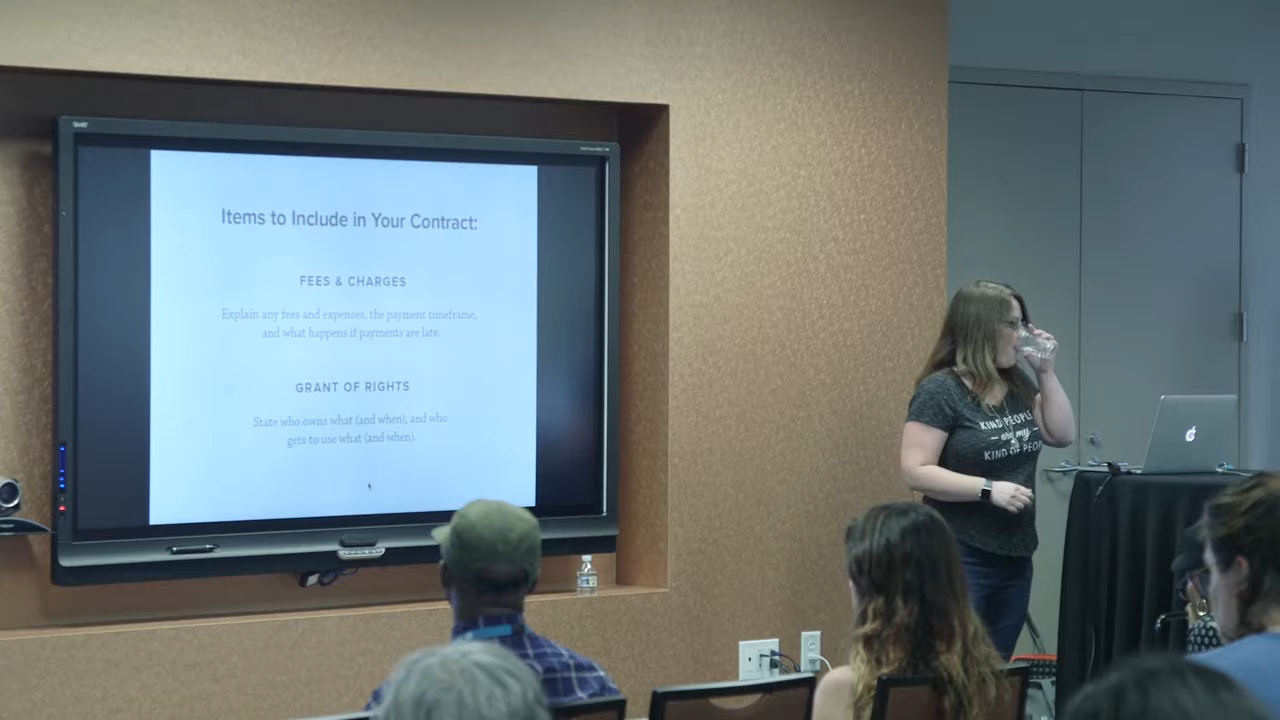 Items to Include in Your Contract:
FEES & CHARGES
Explain any fees and expenses, the payment timeframe,
and what happens if payments are late.
GRANT OF RIGHTS
State who owns what (and when), and who
gets to use what (and when).
KIND PEOPLE
are my
KIND OF PEOPLE